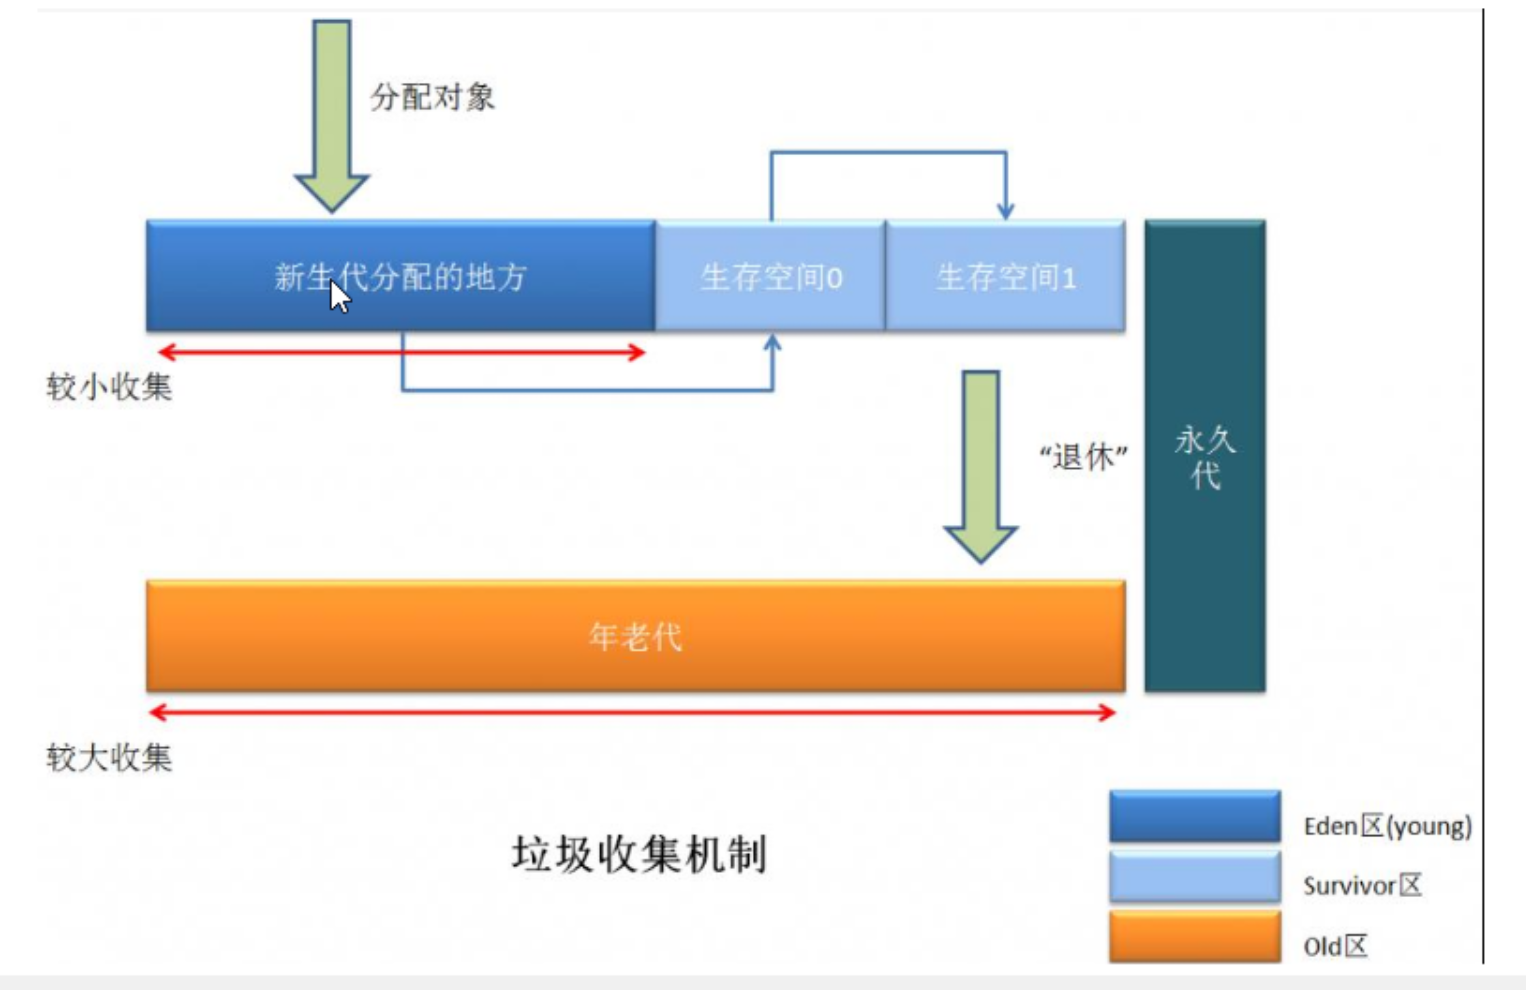 分配对象
新生代分配的地方
生存空间0
生存空间1
较小收集
“退休”
永久
代
年老代
较大收集
垃圾收集机制
Eden区(young)
Survivor区
Old区